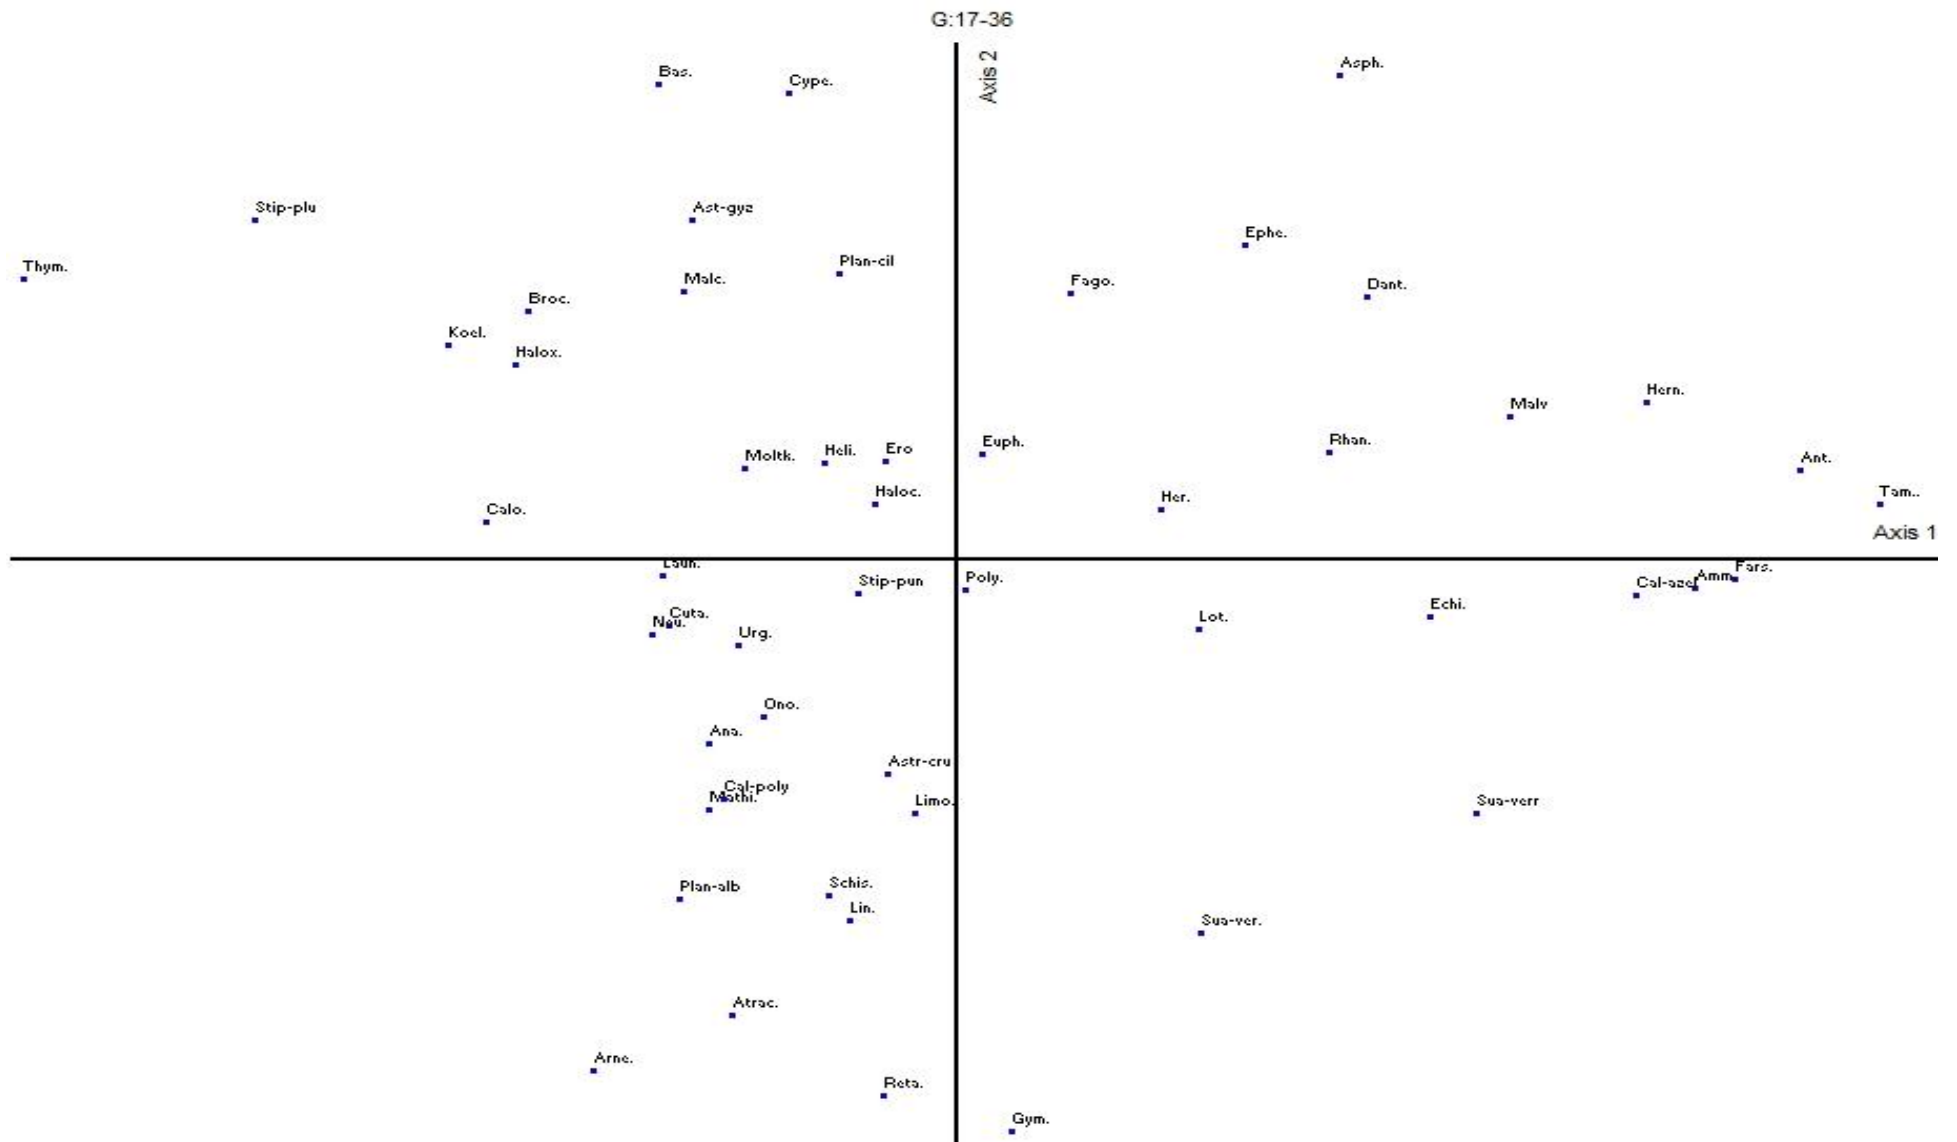 G:17-36
Axis 2
Bas.
Cype.
Asph.
Stip-plu
Ast-gyz
Ephe.
Thym.
Malc.
Plan-cil
Fago.
Dant.
Broc.
Koel.
Halox.
Hern.
Malv
Moltk.
Heli.
Ero
Euph.
Rhan.
Ant.
Calo.
Haloc.
Her.
Tam..
Axis 1
Laun.
Stip-pun
Poly.
Cal-aze
Amm
Fars.
Cuta.
Urg.
Lot.
Echi.
Ono.
Ana.
Astr-cru
Cal-poly
Mathi.
Limo.
Sua-verr
Plan-alb
Schis.
Lin.
Sua-ver.
Atrac.
Arne.
Reta.
Gym.